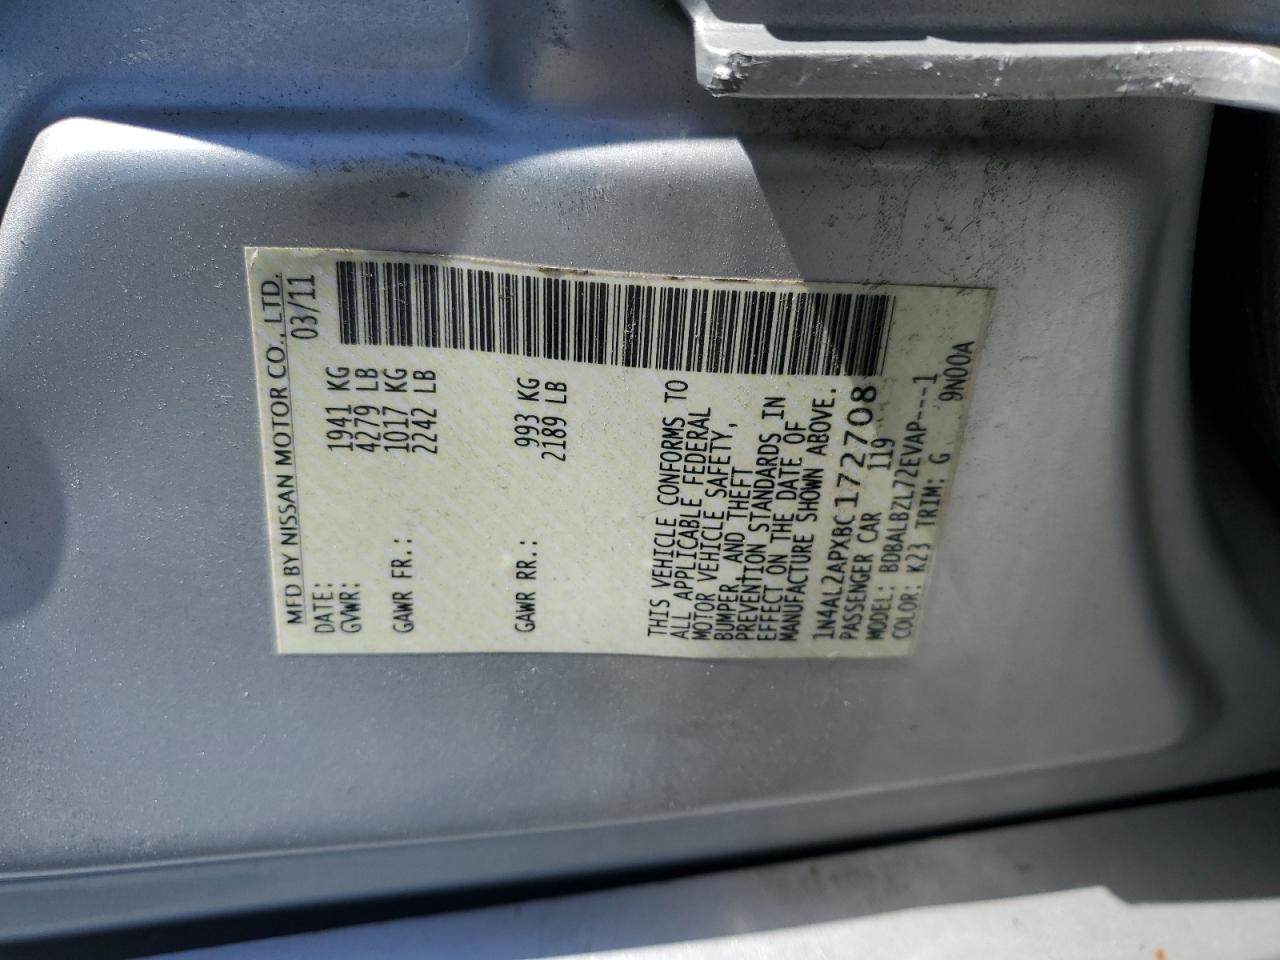 MFD BY NISSAN MOTOR CO., LTD.
DATE: 03/11
GVWR: 1941 KG
4279 LB
GAWR FR.: 1017 KG
2242 LB
GAWR RR.: 993 KG
2189 LB
THIS VEHICLE CONFORMS TO
ALL APPLICABLE FEDERAL
MOTOR VEHICLE SAFETY,
BUMPER, AND THEFT
PREVENTION STANDARDS IN
EFFECT ON THE DATE OF
MANUFACTURE SHOWN ABOVE.
1N4AL2APXBC172708
PASSENGER CAR 119
MODEL: BDBALBZL72EVAP----1
COLOR: K23 TRIM: G 9N00A